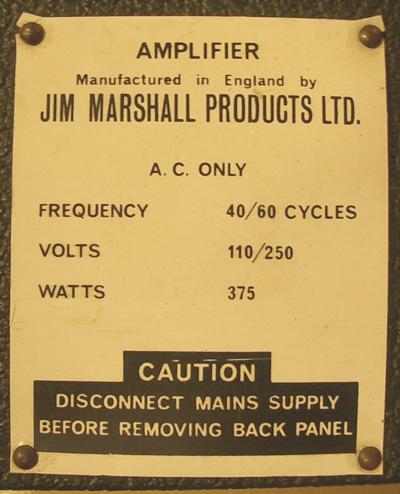 AMPLIFIER
Manufactured in England by
JIM MARSHALL PRODUCTS LTD.
A. C. ONLY
FREQUENCY 40/60 CYCLES
VOLTS 110/250
WATTS 375
CAUTION
DISCONNECT MAINS SUPPLY
BEFORE REMOVING BACK PANEL